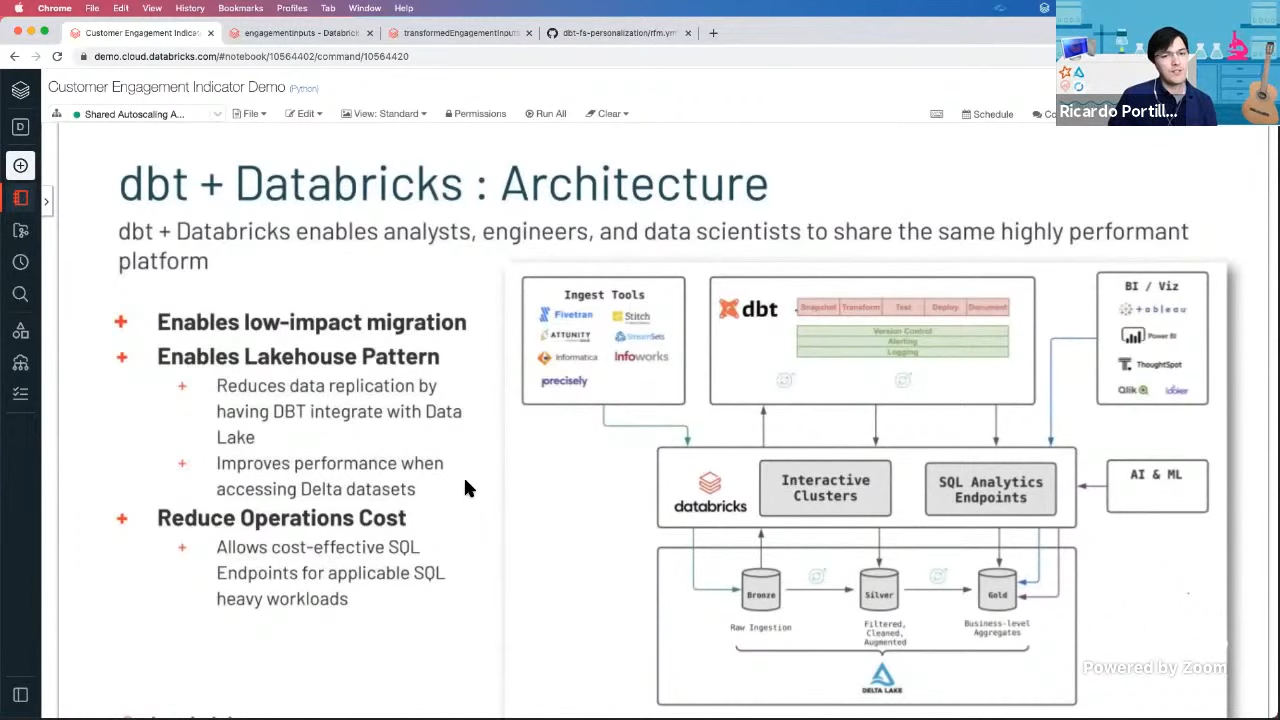 Chrome File Edit View History Bookmarks Profiles Tab Window Help
Customer Engagement Indicat
engagementInputs - Databrick
transformedEngagementInputs
dbt-fs-personalization/rfm.ym
demo.cloud.databricks.com/#notebook/10564402/command/10564420
Customer Engagement Indicator Demo (Python)
Shared Autoscaling A... File Edit View: Standard Permissions Run All Clear Schedule Co
Ricardo Portill...
dbt + Databricks : Architecture
dbt + Databricks enables analysts, engineers, and data scientists to share the same highly performant
platform
+ Enables low-impact migration
+ Enables Lakehouse Pattern
+ Reduces data replication by
having DBT integrate with Data
Lake
+ Improves performance when
accessing Delta datasets
+ Reduce Operations Cost
+ Allows cost-effective SQL
Endpoints for applicable SQL
heavy workloads
Ingest Tools
Fivetran Stitch
ATTUNITY StreamSets
Informatica Infoworks
precisely
dbt
Snapshot Transform Test Deploy Document
Version Control
Alerting
Logging
BI / Viz
+ a b l e a u
Power BI
ThoughtSpot
Qlik looker
databricks
Interactive
Clusters
SQL Analytics
Endpoints
AI & ML
Bronze
Silver
Gold
Raw Ingestion
Filtered,
Cleaned,
Augmented
Business-level
Aggregates
DELTA LAKE
Powered by Zoom